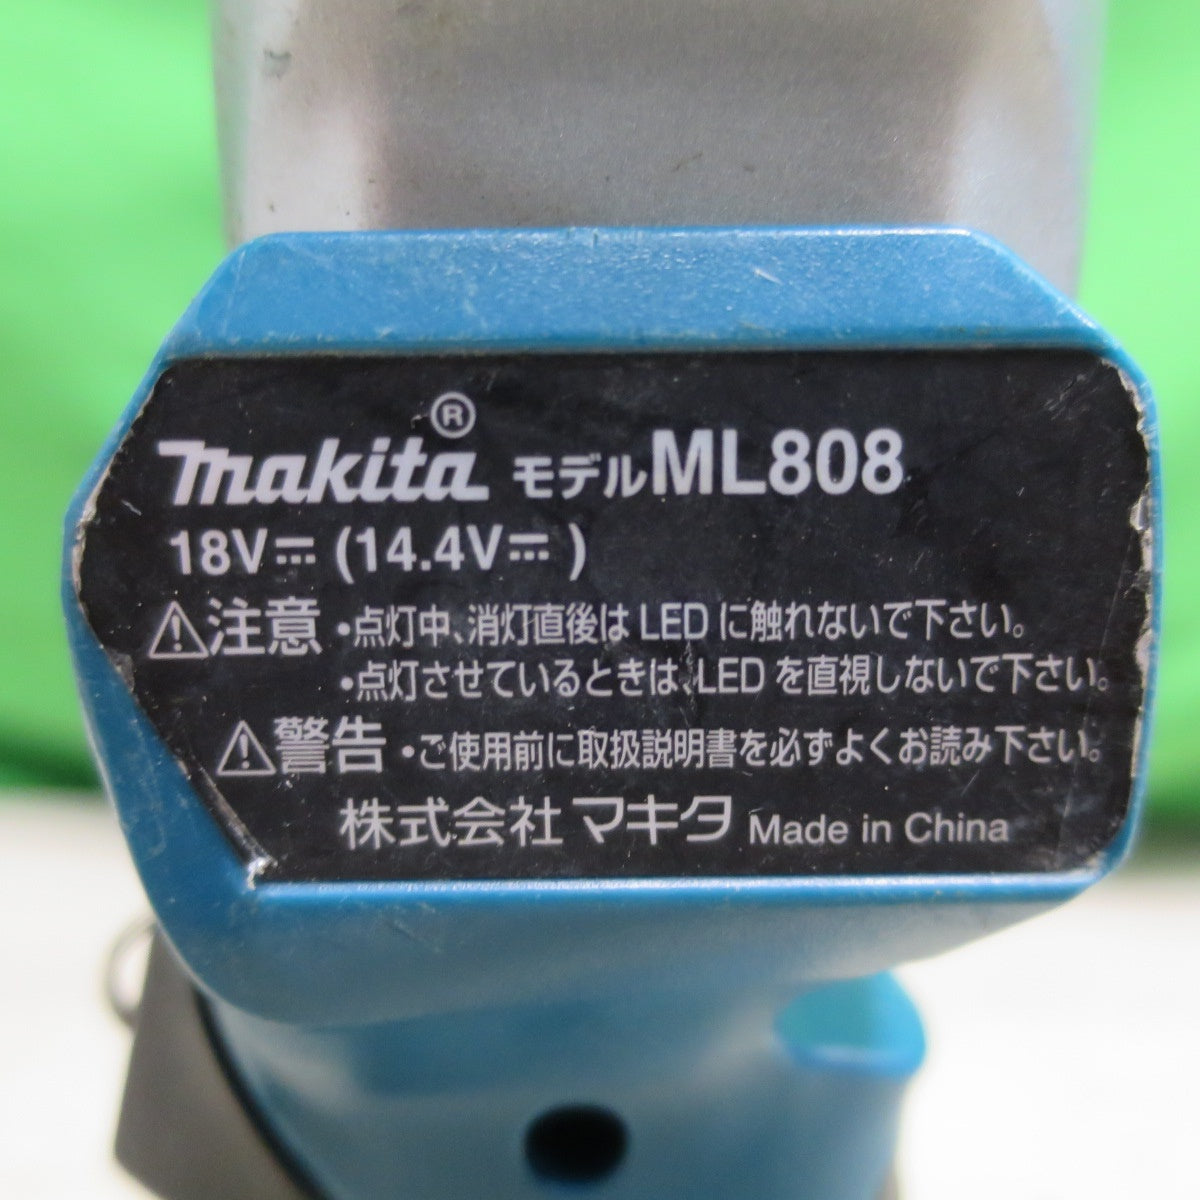 makita® モデルML808
18V⎓ (14.4V⎓ )
⚠注意 •点灯中、消灯直後は LED に触れないで下さい。
•点灯させているときは、LED を直視しないで下さい。
⚠警告 •ご使用前に取扱説明書を必ずよくお読み下さい。
株式会社 マキタ Made in China